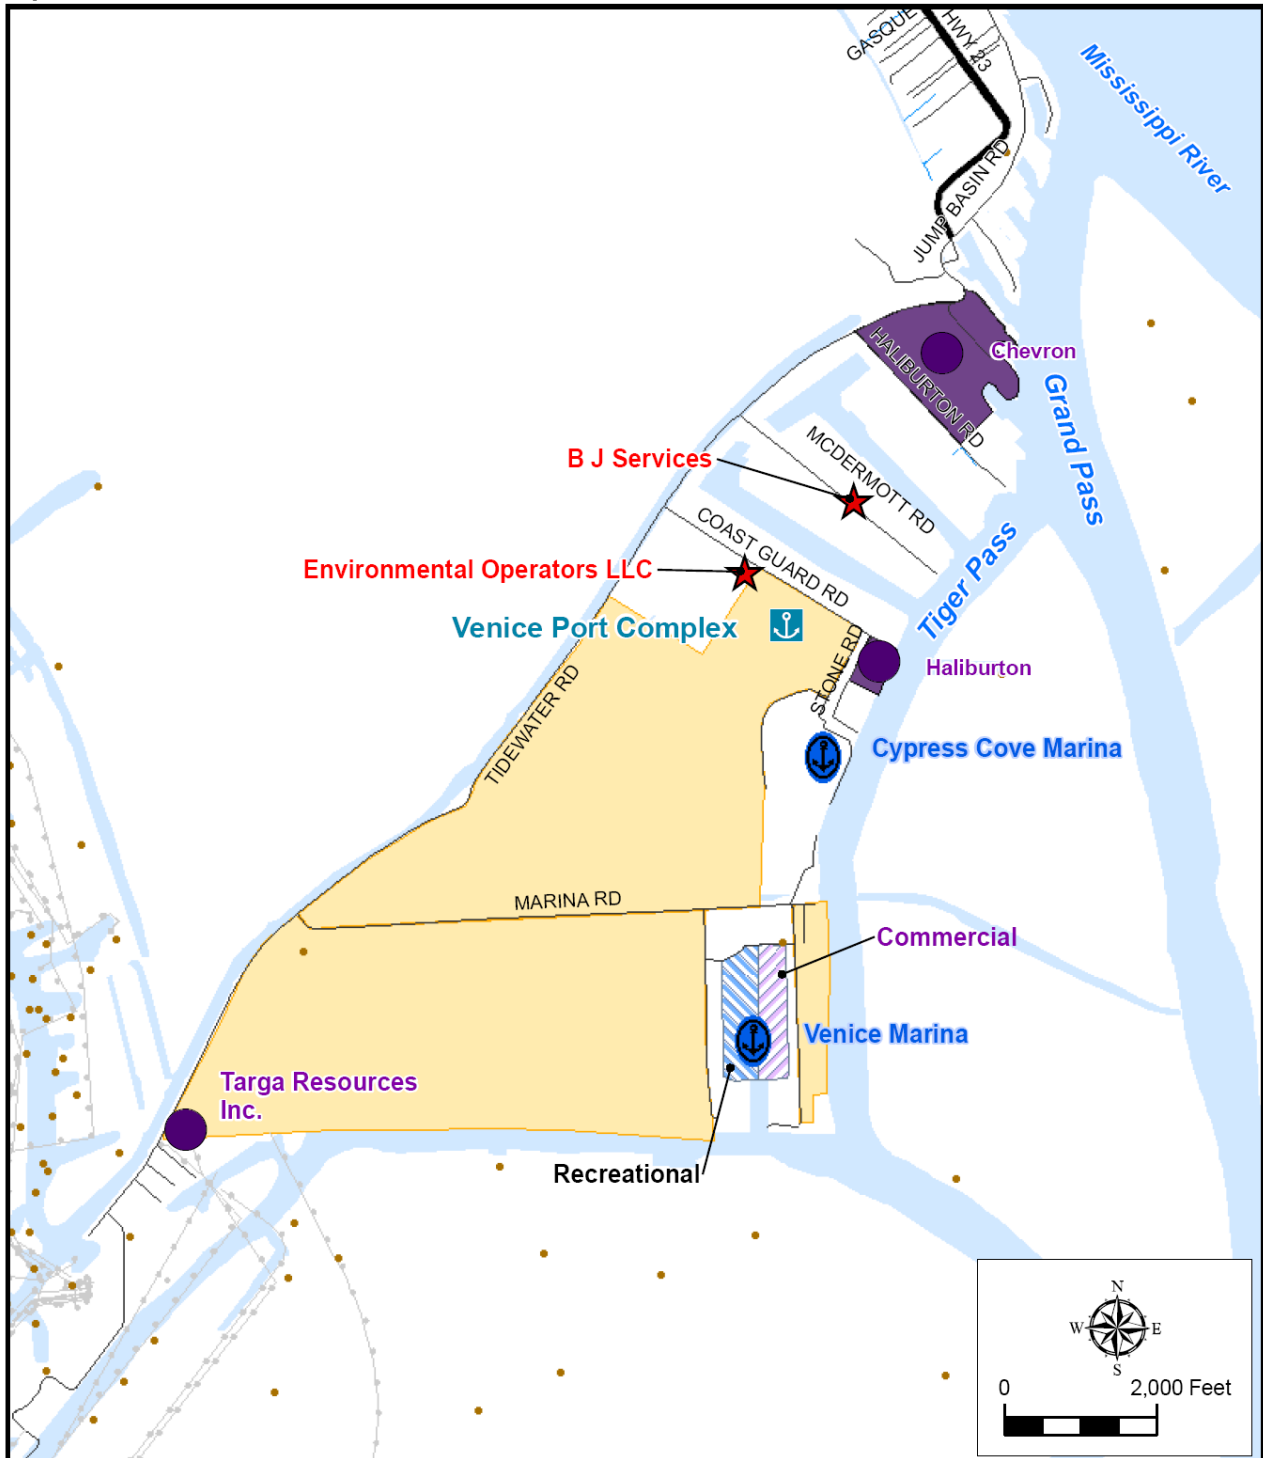 GASQUE
HWY 23
Mississippi River
JUMP BASIN RD
HALIBURTON RD
Chevron
Grand Pass
MCDERMOTT RD
B J Services
COAST GUARD RD
Environmental Operators LLC
Tiger Pass
Venice Port Complex
STONE RD
Haliburton
TIDEWATER RD
Cypress Cove Marina
MARINA RD
Commercial
Venice Marina
Targa Resources
Inc.
Recreational
N
W
E
S
0
2,000 Feet